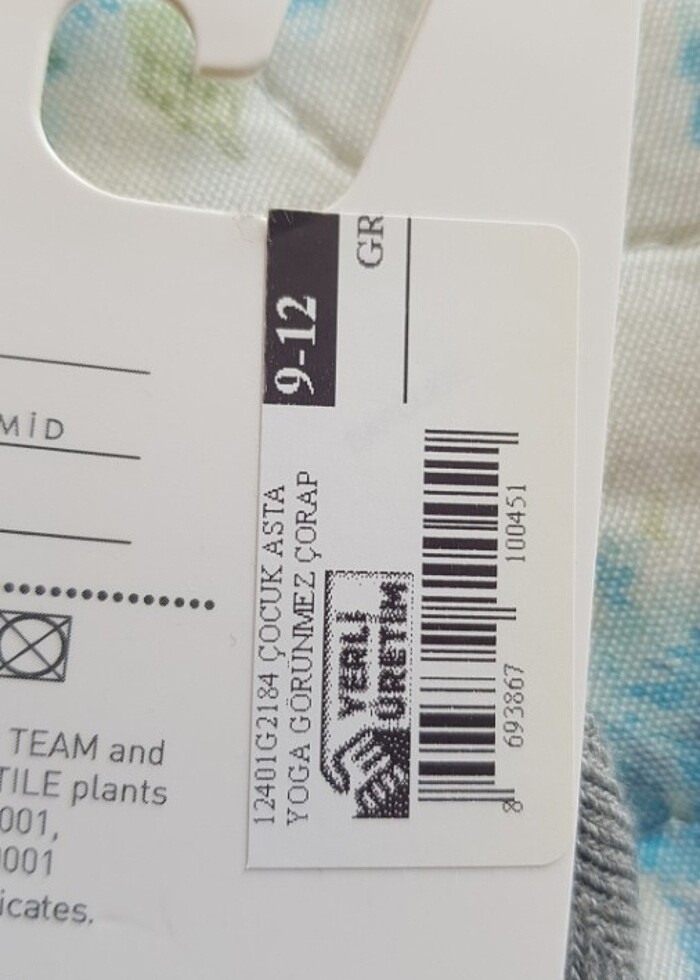 MİD
TEAM and
TILE plants
001,
9001
icates.
9-12
GR
12401G2184 ÇOCUK ASTA
YOGA GÖRÜNMEZ ÇORAP
YERLİ
ÜRETİM
8 693867 100451